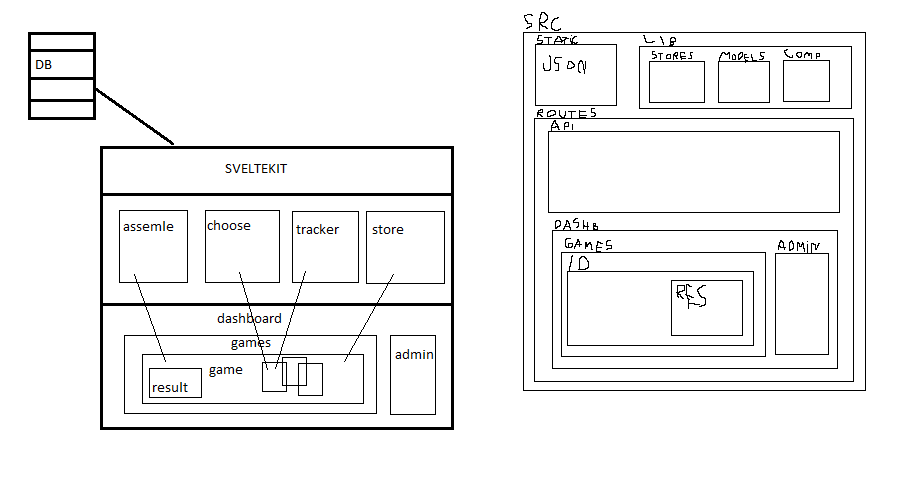 DB
SVELTEKIT
assemle
choose
tracker
store
dashboard
games
game
result
admin
SRC
STATIC
JSON
LIB
STORES
MODELS
COMP
ROUTES
API
DASHB
GAMES
ID
RES
ADMIN